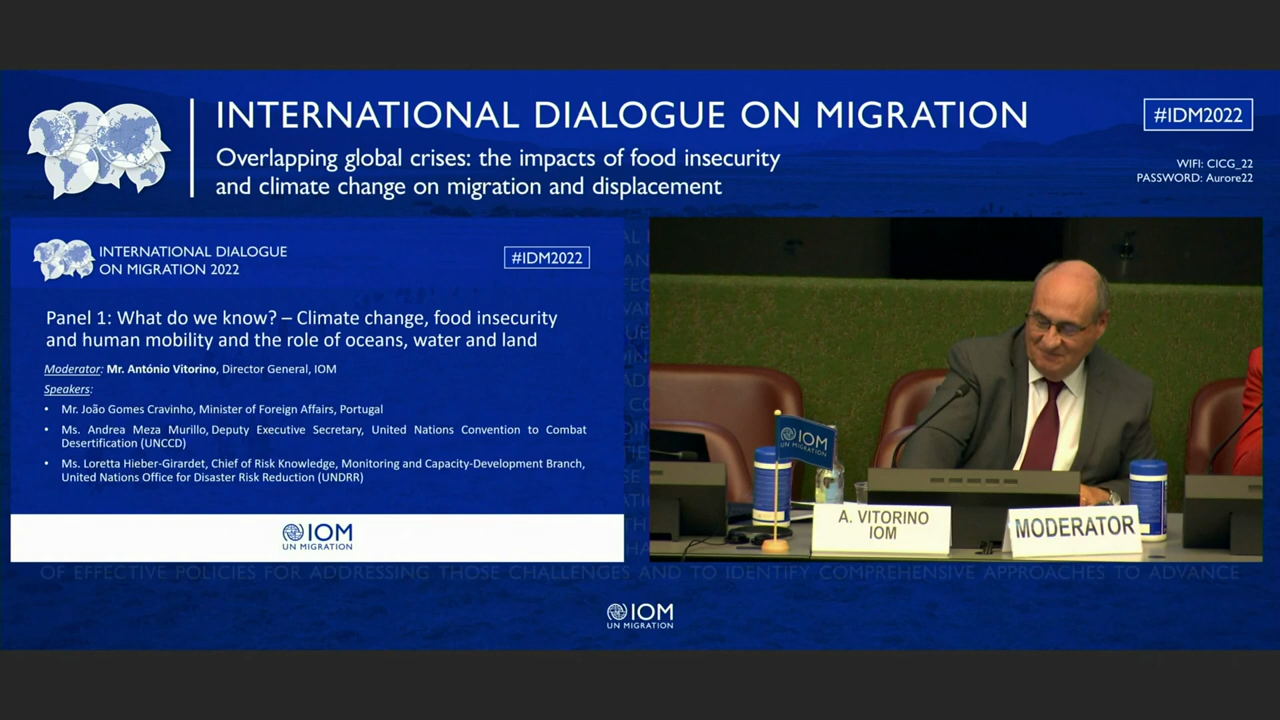 INTERNATIONAL DIALOGUE ON MIGRATION
Overlapping global crises: the impacts of food insecurity
and climate change on migration and displacement
#IDM2022
WIFI: CICG_22
PASSWORD: Aurore22
INTERNATIONAL DIALOGUE
ON MIGRATION 2022
#IDM2022
Panel 1: What do we know? – Climate change, food insecurity
and human mobility and the role of oceans, water and land
Moderator: Mr. António Vitorino, Director General, IOM
Speakers:
• Mr. João Gomes Cravinho, Minister of Foreign Affairs, Portugal
• Ms. Andrea Meza Murillo, Deputy Executive Secretary, United Nations Convention to Combat
Desertification (UNCCD)
• Ms. Loretta Hieber-Girardet, Chief of Risk Knowledge, Monitoring and Capacity-Development Branch,
United Nations Office for Disaster Risk Reduction (UNDRR)
IOM
UN MIGRATION
IOM
UN MIGRATION
A. VITORINO
IOM
MODERATOR
OF EFFECTIVE POLICIES FOR ADDRESSING THOSE CHALLENGES AND TO IDENTIFY COMPREHENSIVE APPROACHES TO ADVANCE
IOM
UN MIGRATION